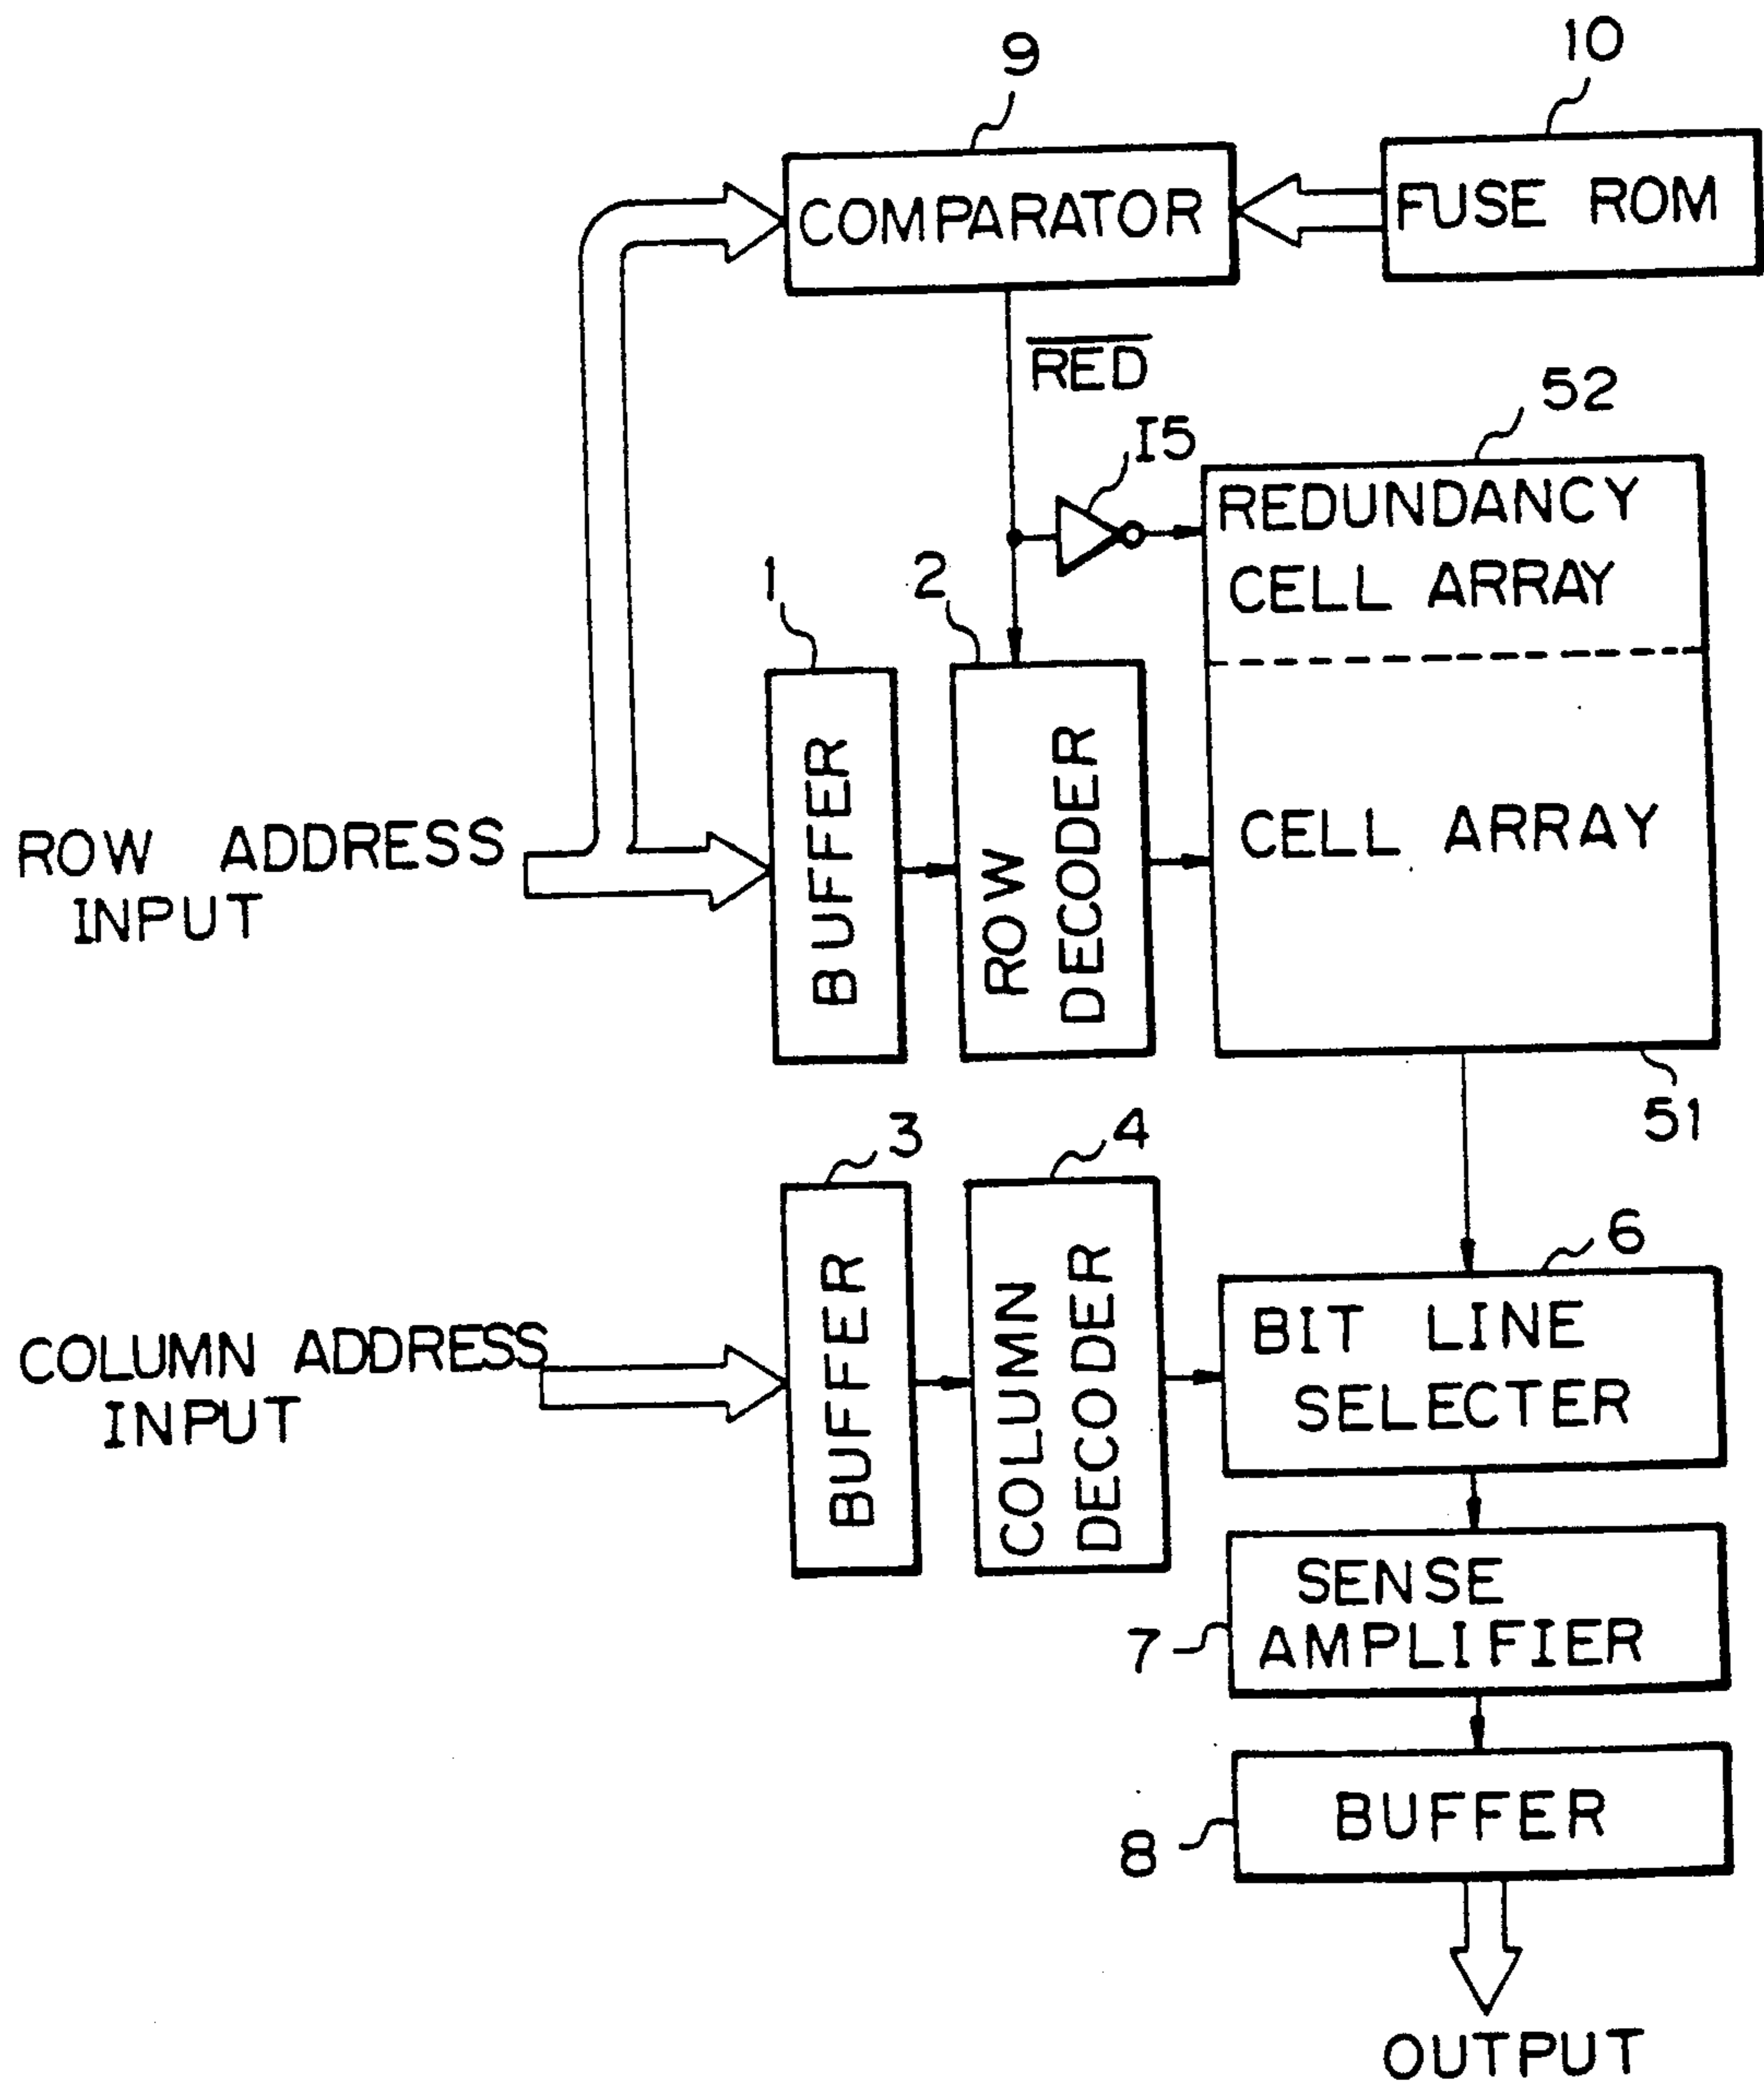 9
10
COMPARATOR
FUSE ROM
RED
52
I5
REDUNDANCY
CELL ARRAY
1
2
BUFFER
ROW
DECODER
CELL ARRAY
ROW ADDRESS
INPUT
51
3
4
6
BUFFER
COLUMN
DECODER
BIT LINE
SELECTER
COLUMN ADDRESS
INPUT
SENSE
AMPLIFIER
7
BUFFER
8
OUTPUT